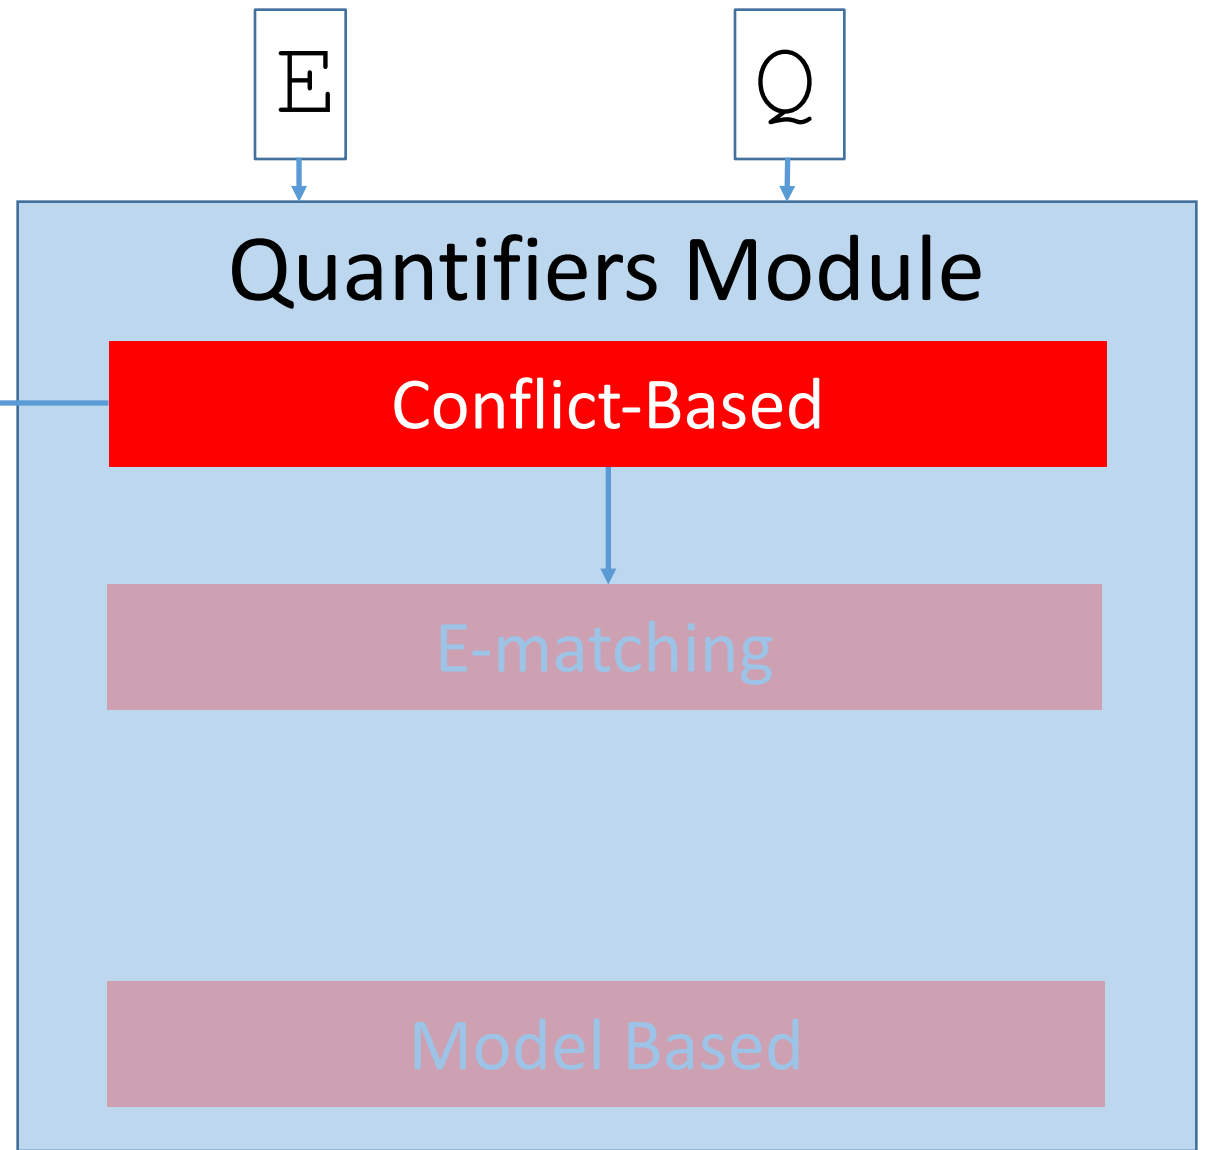 E Q
Quantifiers Module
Conflict-Based
E-matching
Model Based